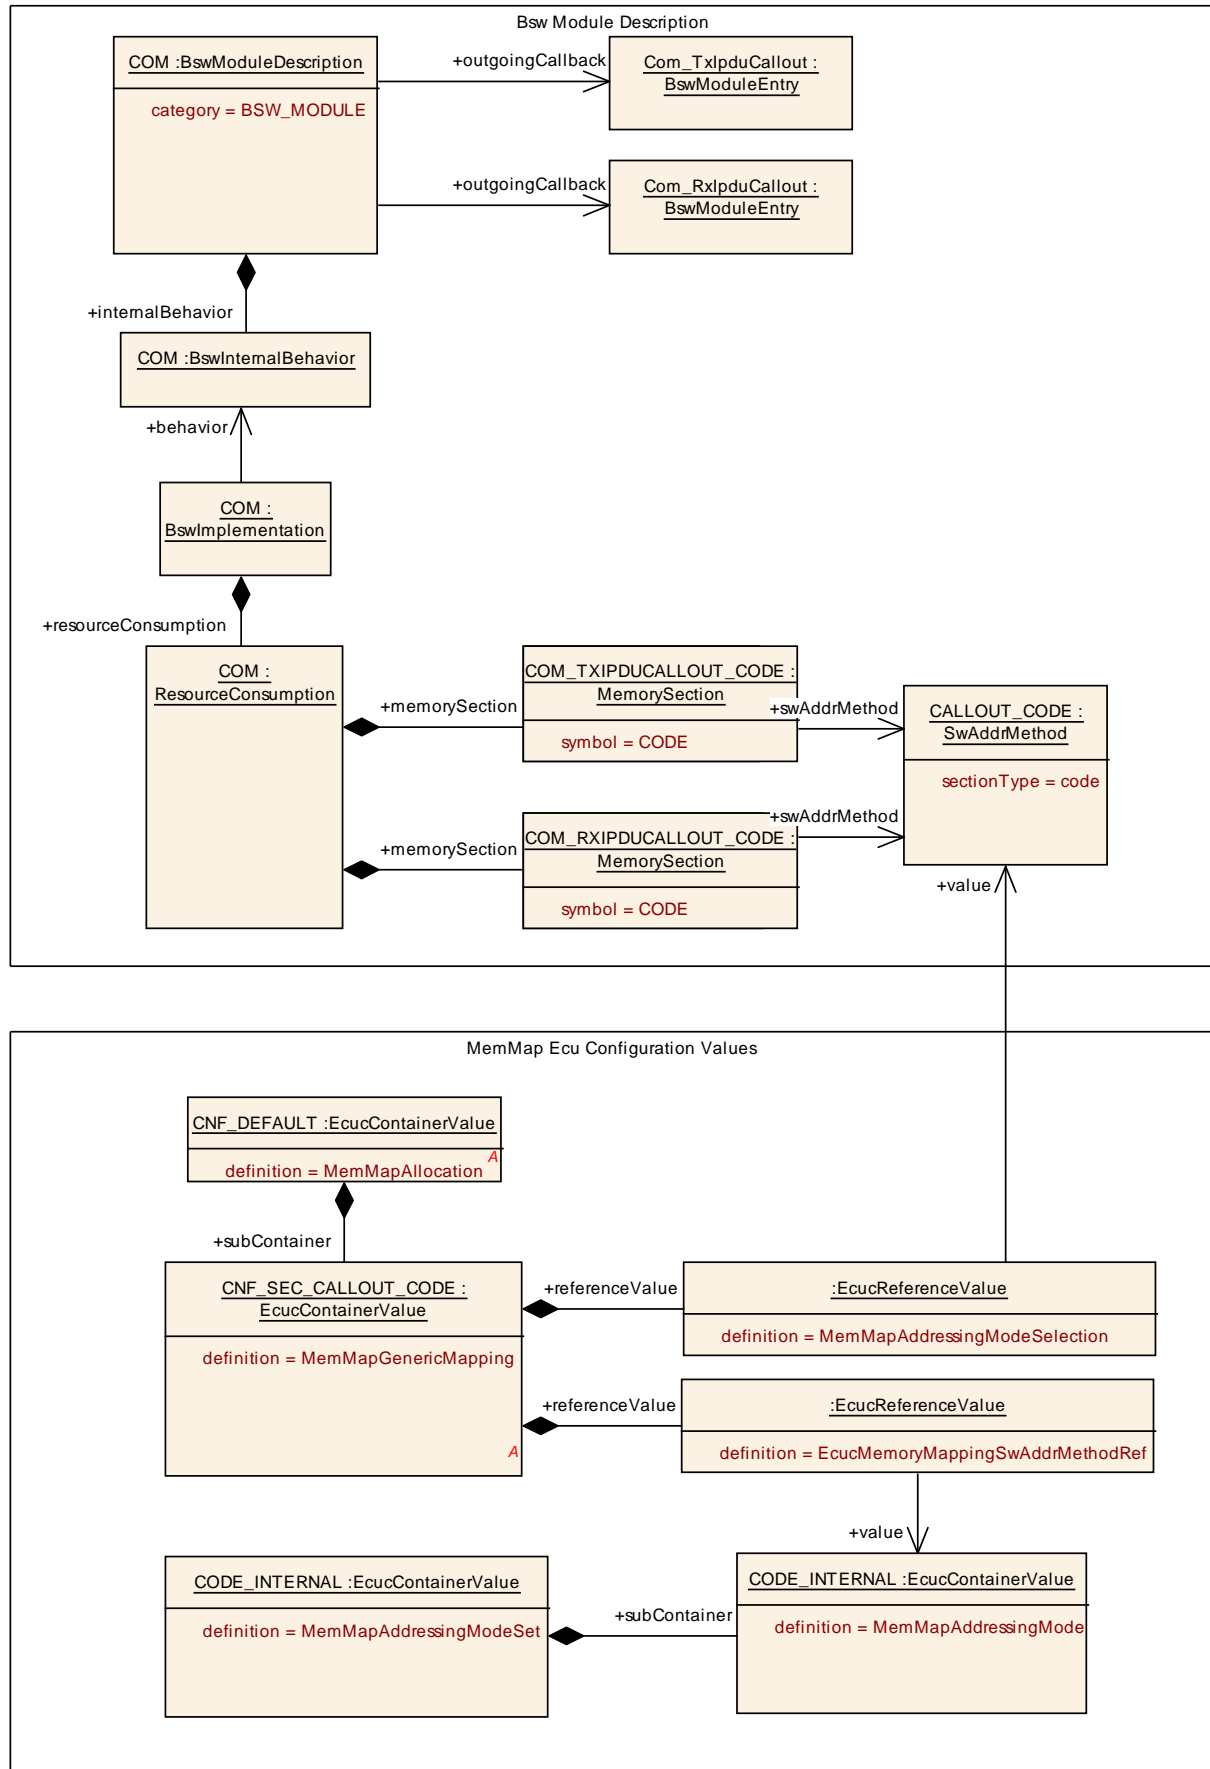 Bsw Module Description
COM :BswModuleDescription
category = BSW_MODULE
+outgoingCallback
Com_TxIpduCallout :
BswModuleEntry
+outgoingCallback
Com_RxIpduCallout :
BswModuleEntry
+internalBehavior
COM :BswInternalBehavior
+behavior
COM :
BswImplementation
+resourceConsumption
COM :
ResourceConsumption
+memorySection
COM_TXIPDUCALLOUT_CODE :
MemorySection
symbol = CODE
+swAddrMethod
CALLOUT_CODE :
SwAddrMethod
sectionType = code
+memorySection
COM_RXIPDUCALLOUT_CODE :
MemorySection
symbol = CODE
+swAddrMethod
+value
MemMap Ecu Configuration Values
CNF_DEFAULT :EcucContainerValue
A
definition = MemMapAllocation
+subContainer
CNF_SEC_CALLOUT_CODE :
EcucContainerValue
definition = MemMapGenericMapping
A
+referenceValue
:EcucReferenceValue
definition = MemMapAddressingModeSelection
+referenceValue
:EcucReferenceValue
definition = EcucMemoryMappingSwAddrMethodRef
+value
CODE_INTERNAL :EcucContainerValue
definition = MemMapAddressingModeSet
+subContainer
CODE_INTERNAL :EcucContainerValue
definition = MemMapAddressingMode